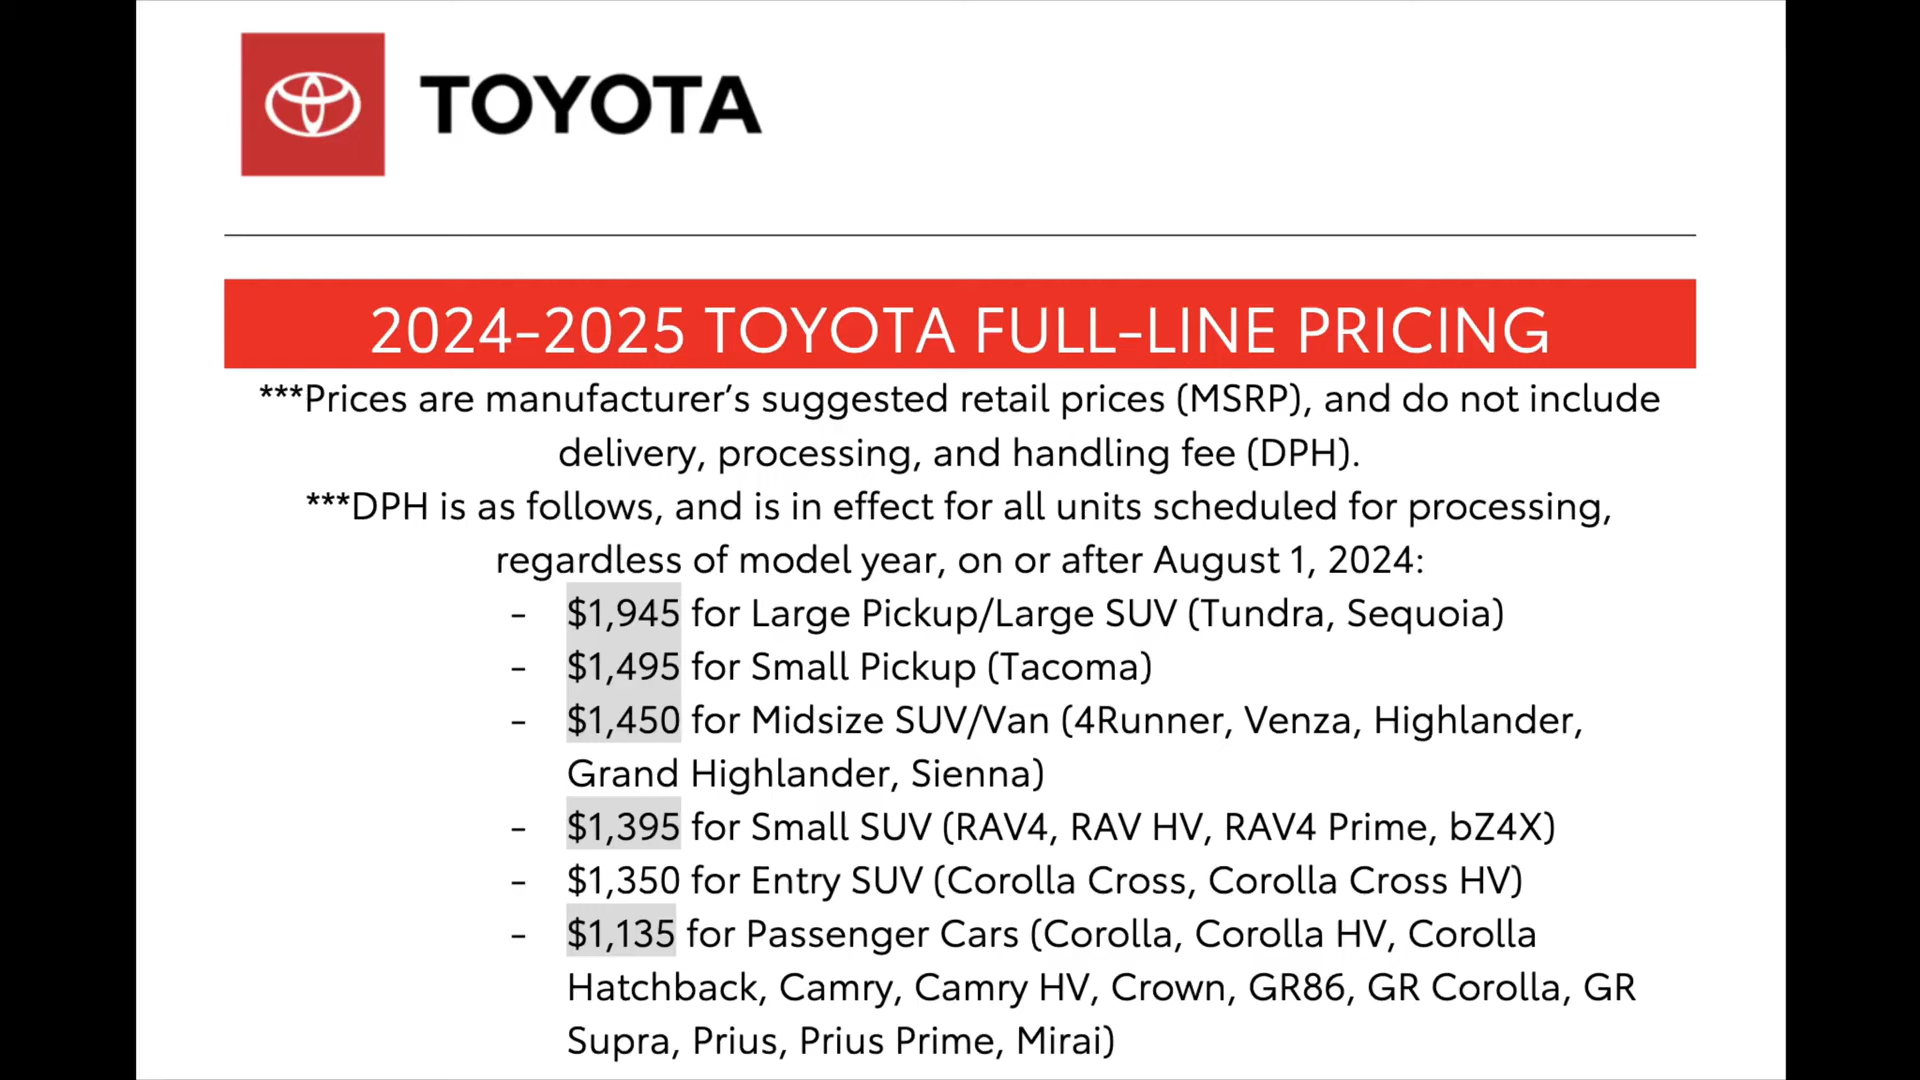 TOYOTA
2024-2025 TOYOTA FULL-LINE PRICING
***Prices are manufacturer’s suggested retail prices (MSRP), and do not include
delivery, processing, and handling fee (DPH).
***DPH is as follows, and is in effect for all units scheduled for processing,
regardless of model year, on or after August 1, 2024:
- $1,945 for Large Pickup/Large SUV (Tundra, Sequoia)
- $1,495 for Small Pickup (Tacoma)
- $1,450 for Midsize SUV/Van (4Runner, Venza, Highlander,
Grand Highlander, Sienna)
- $1,395 for Small SUV (RAV4, RAV HV, RAV4 Prime, bZ4X)
- $1,350 for Entry SUV (Corolla Cross, Corolla Cross HV)
- $1,135 for Passenger Cars (Corolla, Corolla HV, Corolla
Hatchback, Camry, Camry HV, Crown, GR86, GR Corolla, GR
Supra, Prius, Prius Prime, Mirai)